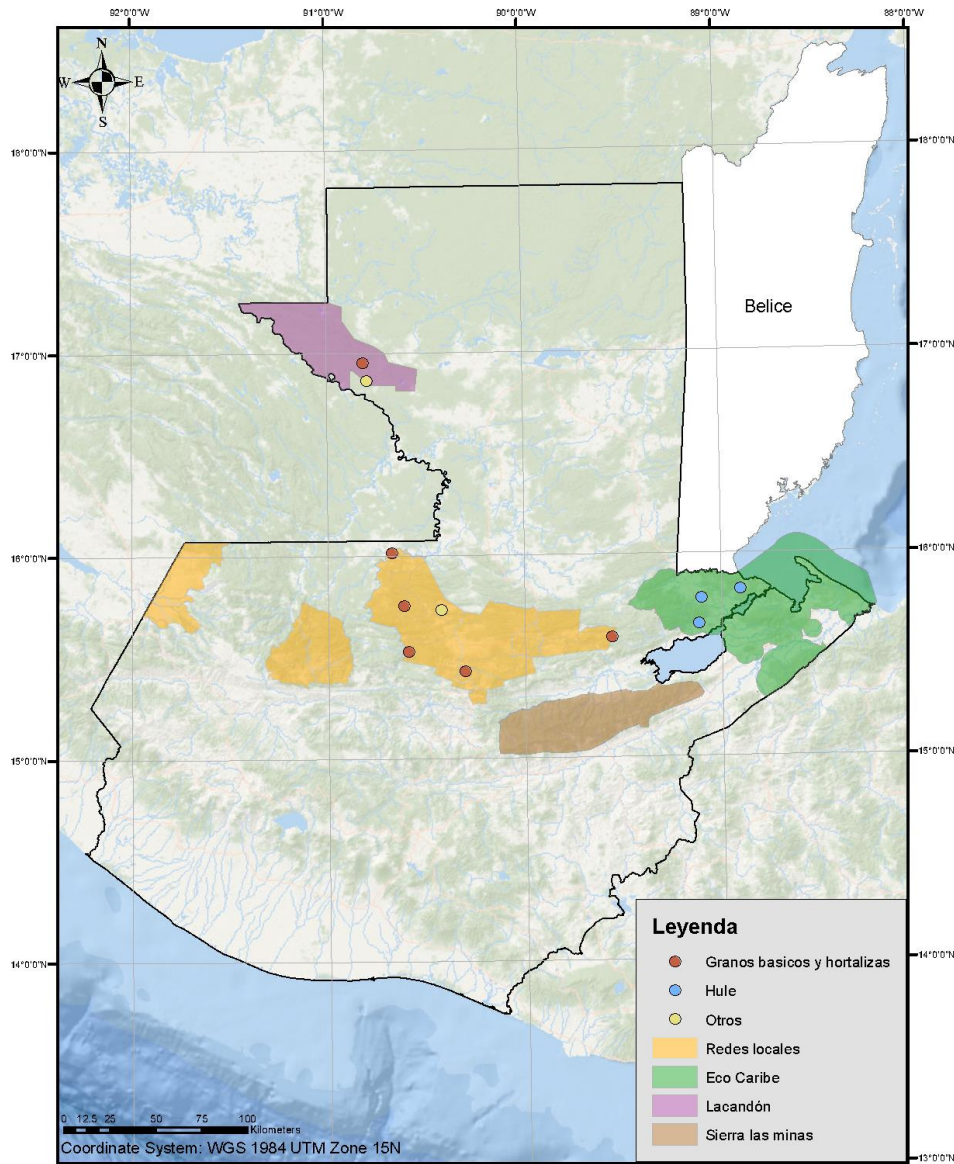 92°0'0"W
91°0'0"W
90°0'0"W
89°0'0"W
88°0'0"W
N
W
E
S
18°0'0"N
18°0'0"N
Belice
17°0'0"N
17°0'0"N
16°0'0"N
16°0'0"N
15°0'0"N
15°0'0"N
14°0'0"N
14°0'0"N
13°0'0"N
Leyenda
Granos basicos y hortalizas
Hule
Otros
Redes locales
Eco Caribe
Lacandón
Sierra las minas
0 12.5 25 50 75 100
Kilometers
Coordinate System: WGS 1984 UTM Zone 15N